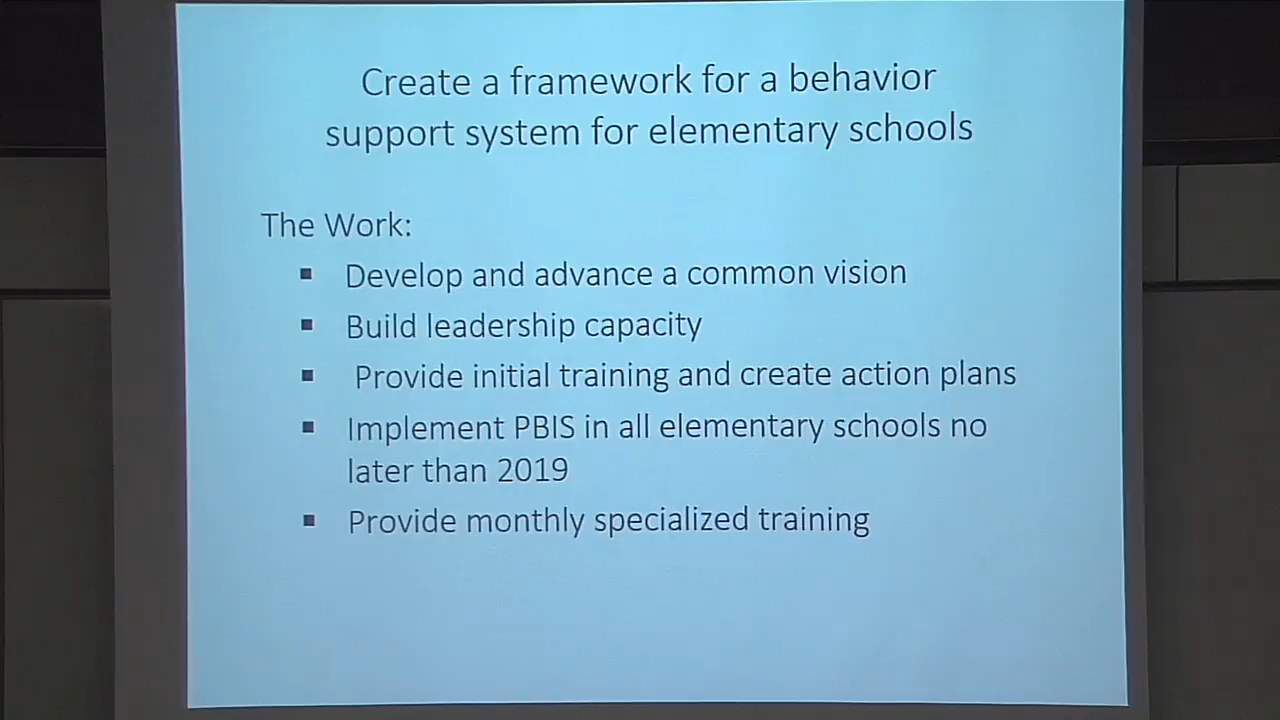 Create a framework for a behavior
support system for elementary schools
The Work:
▪ Develop and advance a common vision
▪ Build leadership capacity
▪ Provide initial training and create action plans
▪ Implement PBIS in all elementary schools no
later than 2019
▪ Provide monthly specialized training